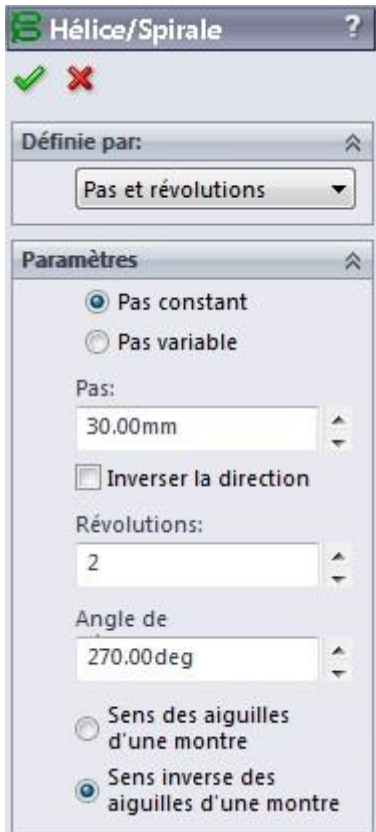 Hélice/Spirale ?
Définie par:
Pas et révolutions
Paramètres
Pas constant
Pas variable
Pas:
30.00mm
Inverser la direction
Révolutions:
2
Angle de
270.00deg
Sens des aiguilles
d'une montre
Sens inverse des
aiguilles d'une montre